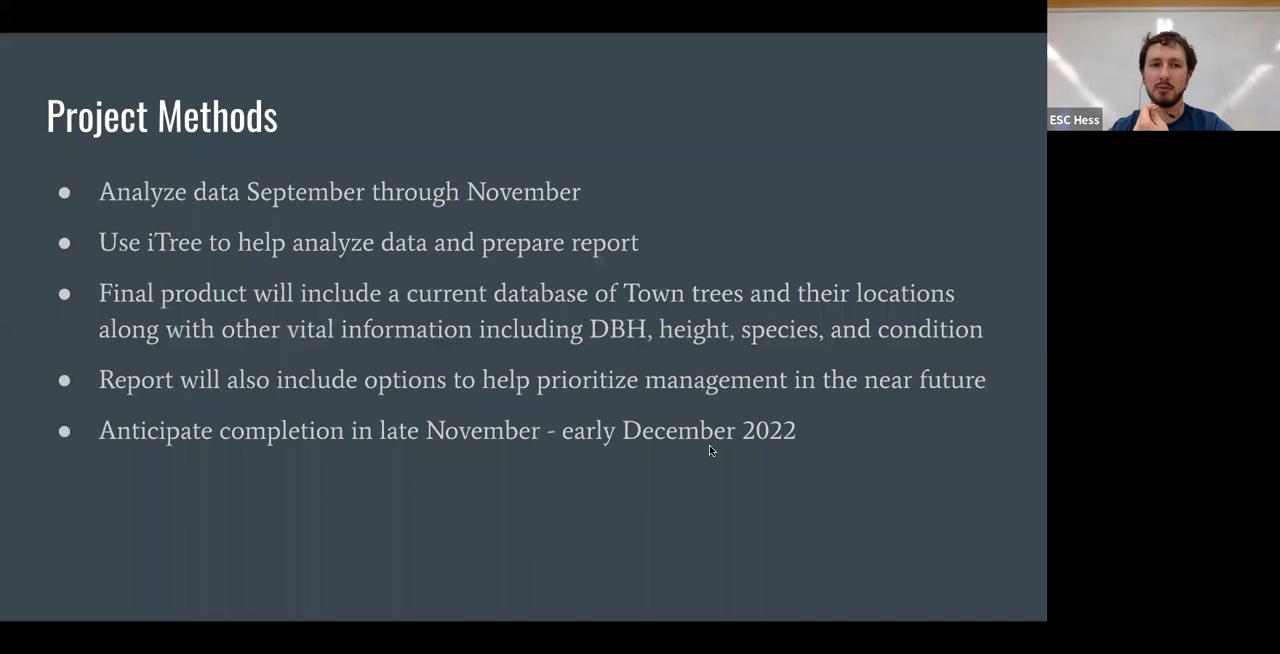 Project Methods
● Analyze data September through November
● Use iTree to help analyze data and prepare report
● Final product will include a current database of Town trees and their locations
along with other vital information including DBH, height, species, and condition
● Report will also include options to help prioritize management in the near future
● Anticipate completion in late November - early December 2022
ESC Hess